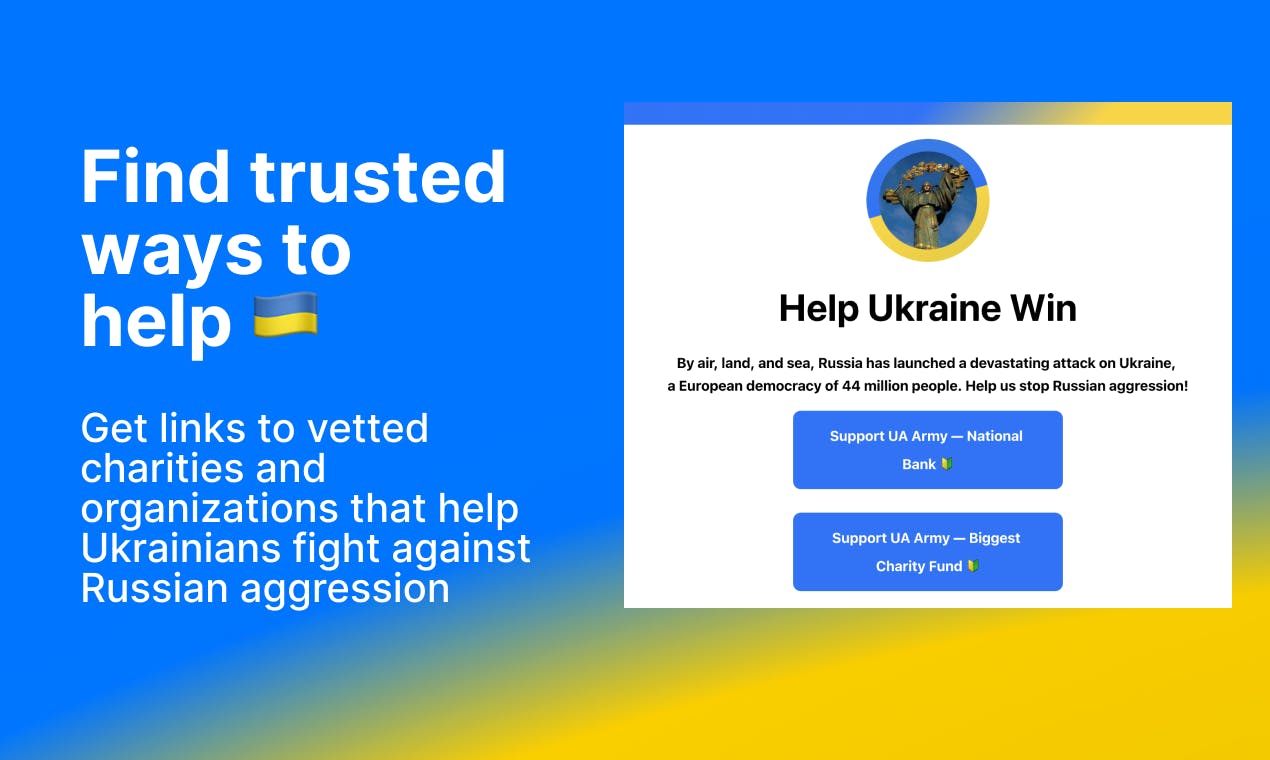 Find trusted
ways to
help 🇺🇦
Get links to vetted
charities and
organizations that help
Ukrainians fight against
Russian aggression
Help Ukraine Win
By air, land, and sea, Russia has launched a devastating attack on Ukraine,
a European democracy of 44 million people. Help us stop Russian aggression!
Support UA Army — National
Bank 🔰
Support UA Army — Biggest
Charity Fund 🔰